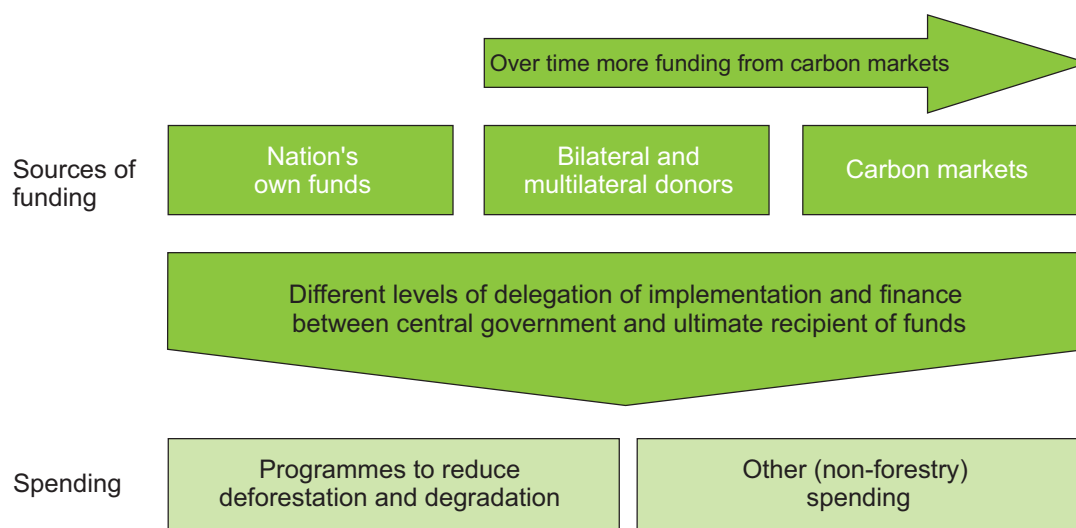 Over time more funding from carbon markets
Sources of
funding
Nation's
own funds
Bilateral and
multilateral donors
Carbon markets
Different levels of delegation of implementation and finance
between central government and ultimate recipient of funds
Spending
Programmes to reduce
deforestation and degradation
Other (non-forestry)
spending